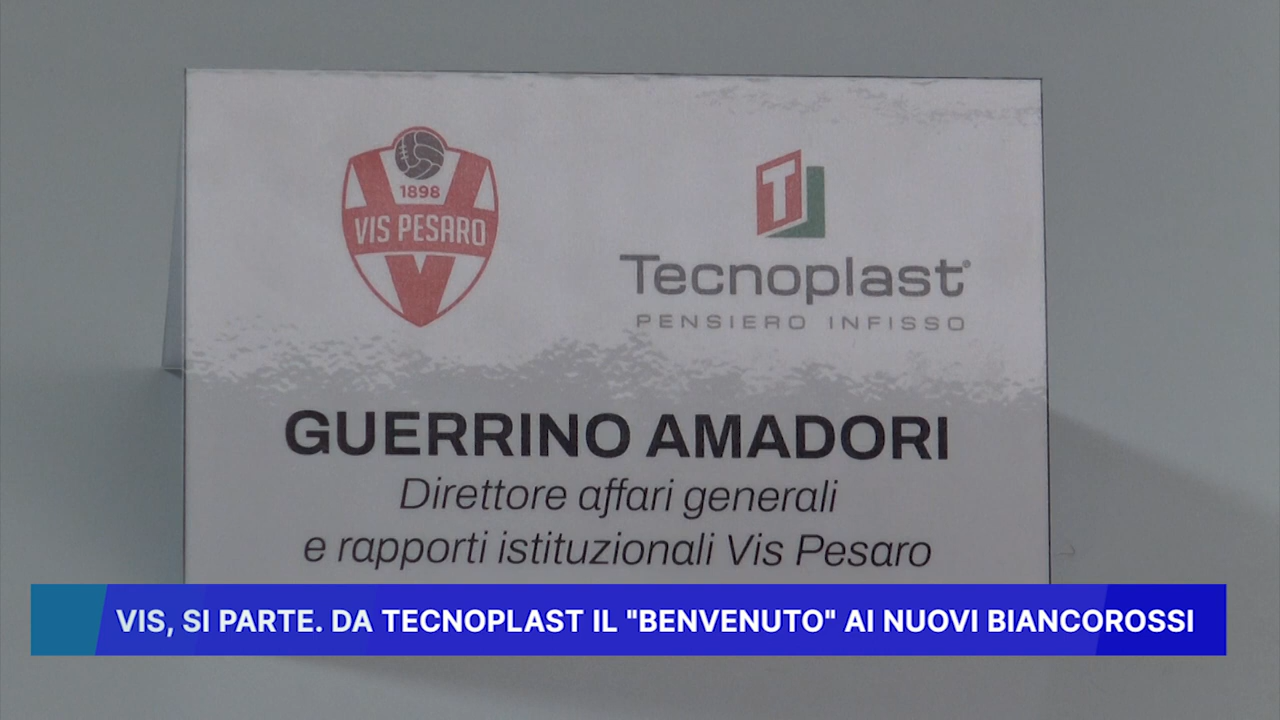 1898
VIS PESARO
T
Tecnoplast®
PENSIERO INFISSO
GUERRINO AMADORI
Direttore affari generali
e rapporti istituzionali Vis Pesaro
VIS, SI PARTE. DA TECNOPLAST IL "BENVENUTO" AI NUOVI BIANCOROSSI